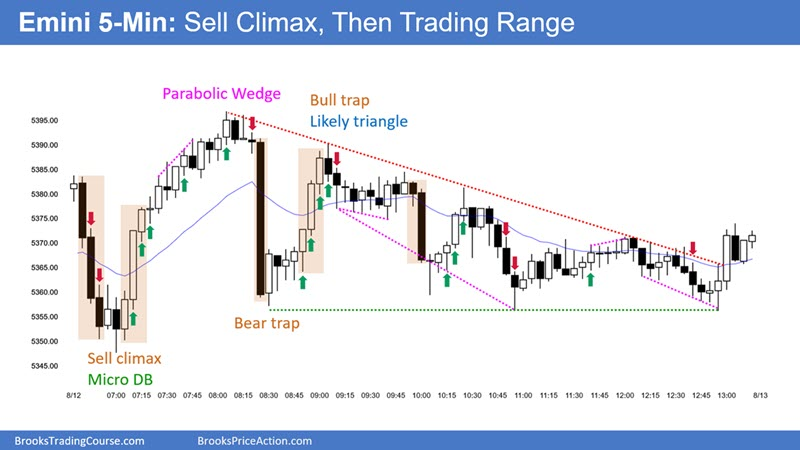 Emini 5-Min: Sell Climax, Then Trading Range
Parabolic Wedge
Bull trap
Likely triangle
5395.00
5390.00
5385.00
5380.00
5375.00
5370.00
5365.00
5360.00
5355.00
5350.00
5345.00
Bear trap
Sell climax
Micro DB
8/12 07:00 07:15 07:30 07:45 08:00 08:15 08:30 08:45 09:00 09:15 09:30 09:45 10:00 10:15 10:30 10:45 11:00 11:15 11:30 11:45 12:00 12:15 12:30 12:45 13:00 8/13
BrooksTradingCourse.com BrooksPriceAction.com